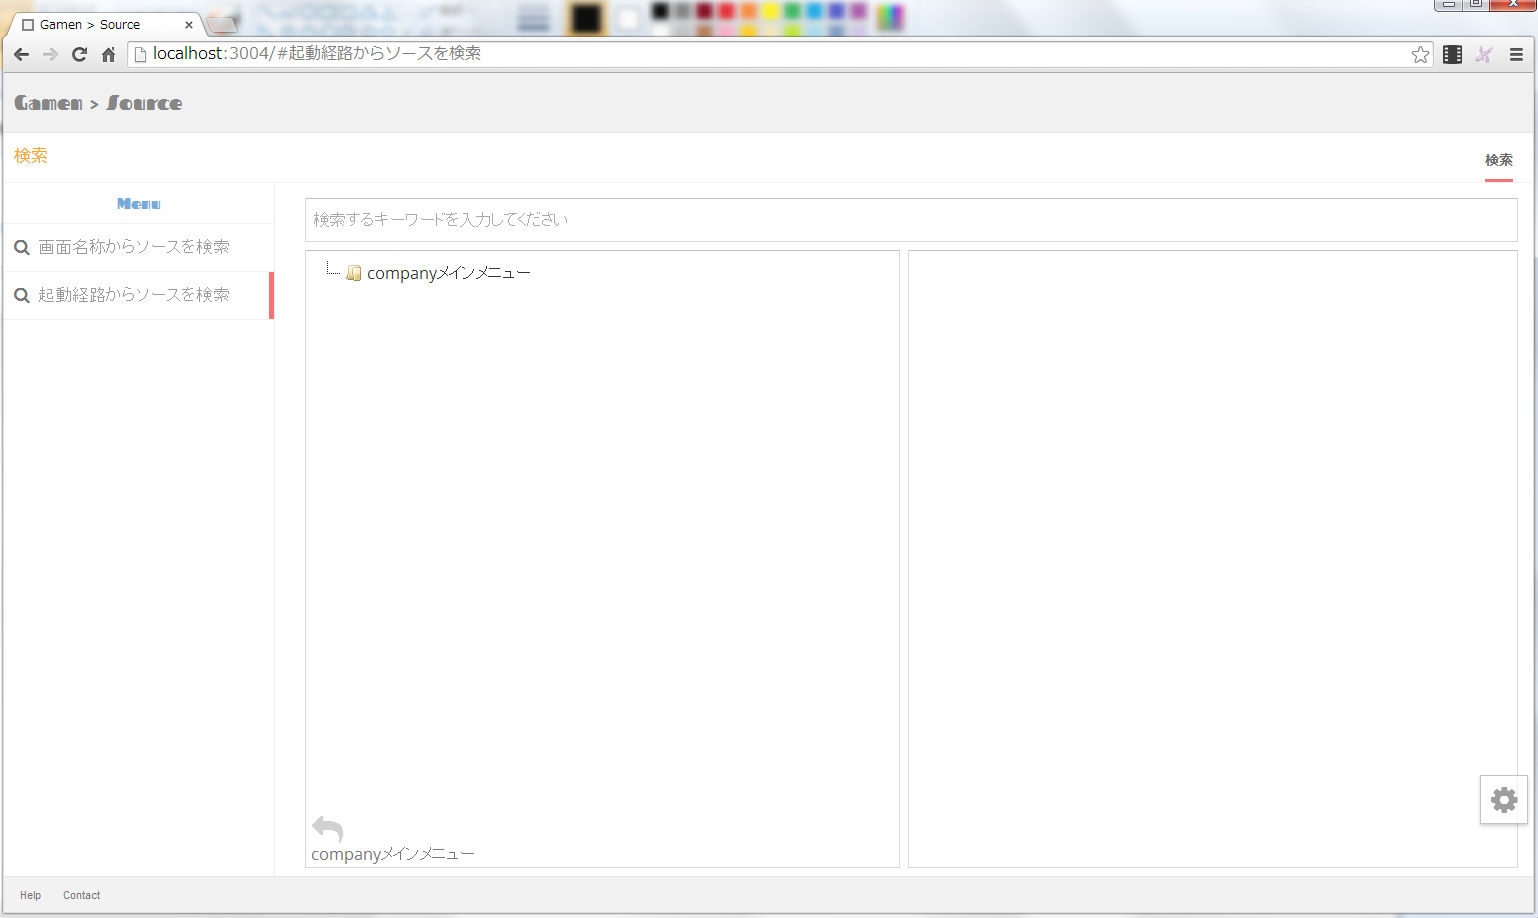 Gamen > Source
localhost:3004/#起動経路からソースを検索
Gamen > Source
検索
検索
Menu
検索するキーワードを入力してください
画面名称からソースを検索
companyメインメニュー
起動経路からソースを検索
companyメインメニュー
Help Contact